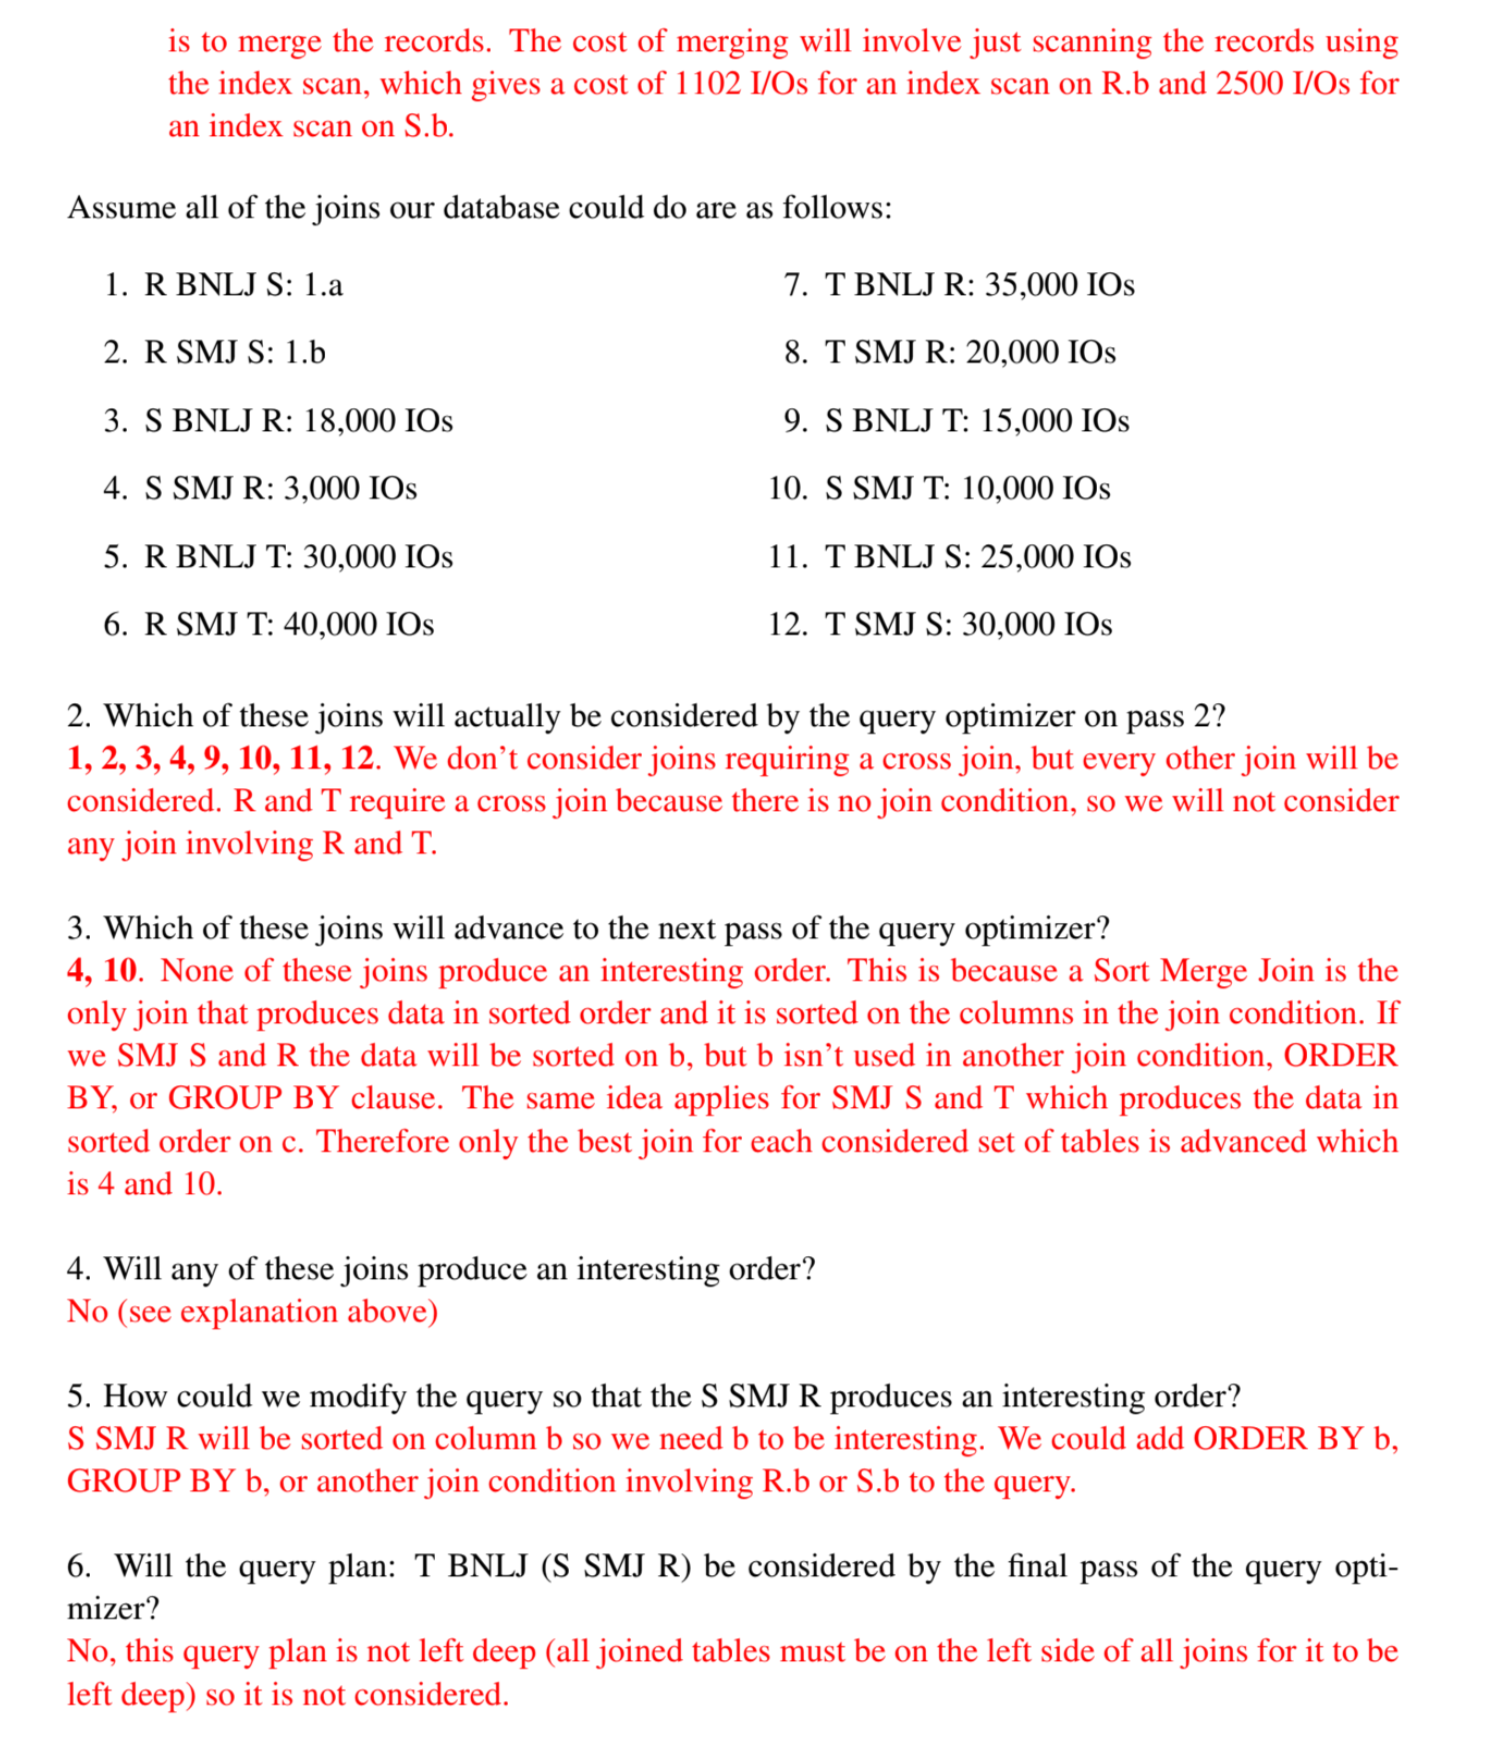 is to merge the records. The cost of merging will involve just scanning the records using
the index scan, which gives a cost of 1102 I/Os for an index scan on R.b and 2500 I/Os for
an index scan on S.b.
Assume all of the joins our database could do are as follows:
1. R BNLJ S: 1.a
2. R SMJ S: 1.b
3. S BNLJ R: 18,000 IOs
4. S SMJ R: 3,000 IOs
5. R BNLJ T: 30,000 IOs
6. R SMJ T: 40,000 IOs
7. T BNLJ R: 35,000 IOs
8. T SMJ R: 20,000 IOs
9. S BNLJ T: 15,000 IOs
10. S SMJ T: 10,000 IOs
11. T BNLJ S: 25,000 IOs
12. T SMJ S: 30,000 IOs
2. Which of these joins will actually be considered by the query optimizer on pass 2?
1, 2, 3, 4, 9, 10, 11, 12. We don't consider joins requiring a cross join, but every other join will be
considered. R and T require a cross join because there is no join condition, so we will not consider
any join involving R and T.
3. Which of these joins will advance to the next pass of the query optimizer?
4, 10. None of these joins produce an interesting order. This is because a Sort Merge Join is the
only join that produces data in sorted order and it is sorted on the columns in the join condition. If
we SMJ S and R the data will be sorted on b, but b isn't used in another join condition, ORDER
BY, or GROUP BY clause. The same idea applies for SMJ S and T which produces the data in
sorted order on c. Therefore only the best join for each considered set of tables is advanced which
is 4 and 10.
4. Will any of these joins produce an interesting order?
No (see explanation above)
5. How could we modify the query so that the S SMJ R produces an interesting order?
S SMJ R will be sorted on column b so we need b to be interesting. We could add ORDER BY b,
GROUP BY b, or another join condition involving R.b or S.b to the query.
6. Will the query plan: T BNLJ (S SMJ R) be considered by the final pass of the query opti-
mizer?
No, this query plan is not left deep (all joined tables must be on the left side of all joins for it to be
left deep) so it is not considered.